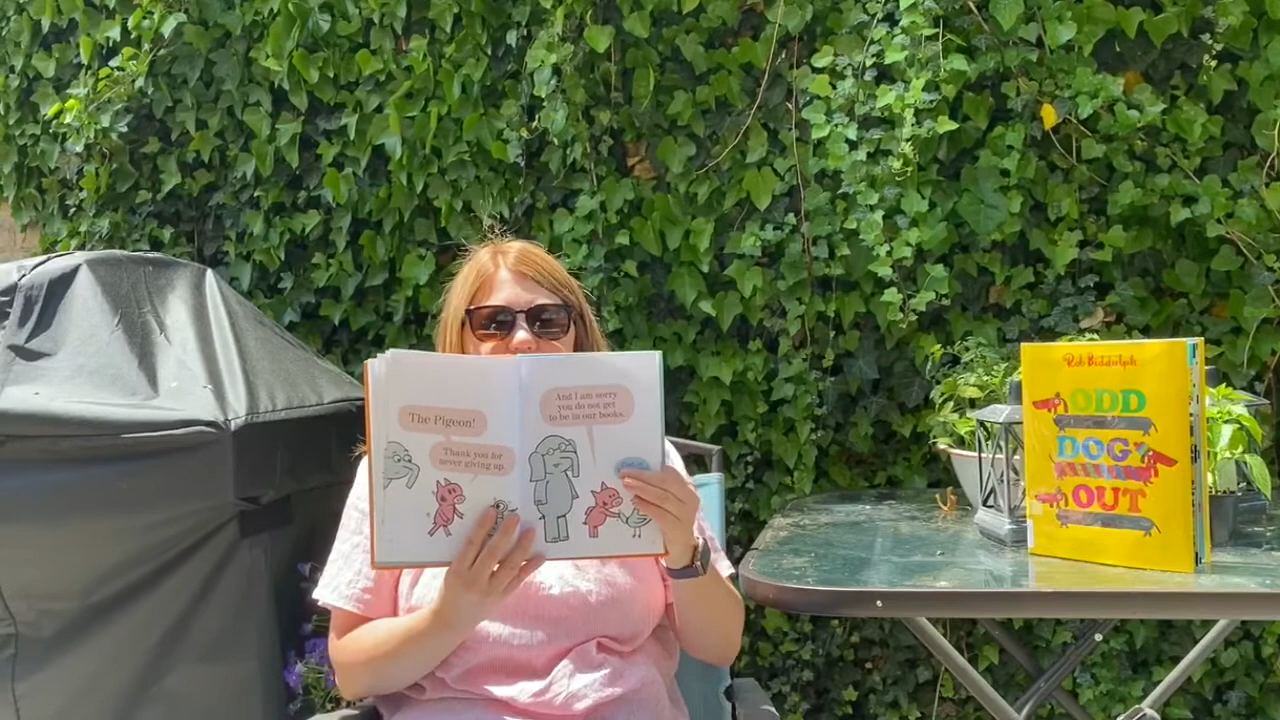 The Pigeon!
Thank you for
never giving up.
And I am sorry
you do not get
to be in our books.
Rob Biddulph
ODD
DOG
OUT